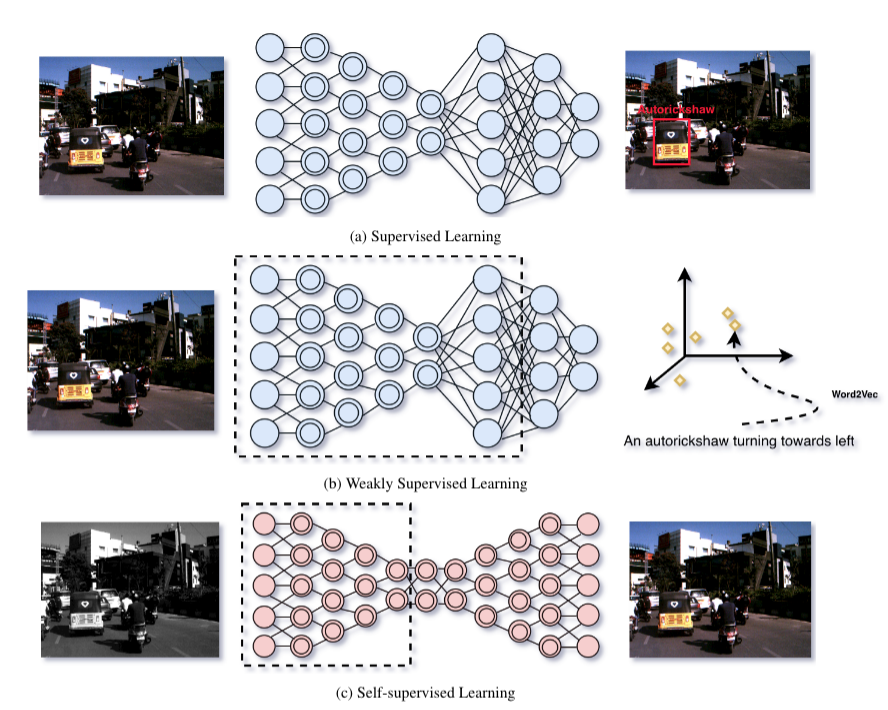 Autorickshaw
(a) Supervised Learning
Word2Vec
An autorickshaw turning towards left
(b) Weakly Supervised Learning
(c) Self-supervised Learning